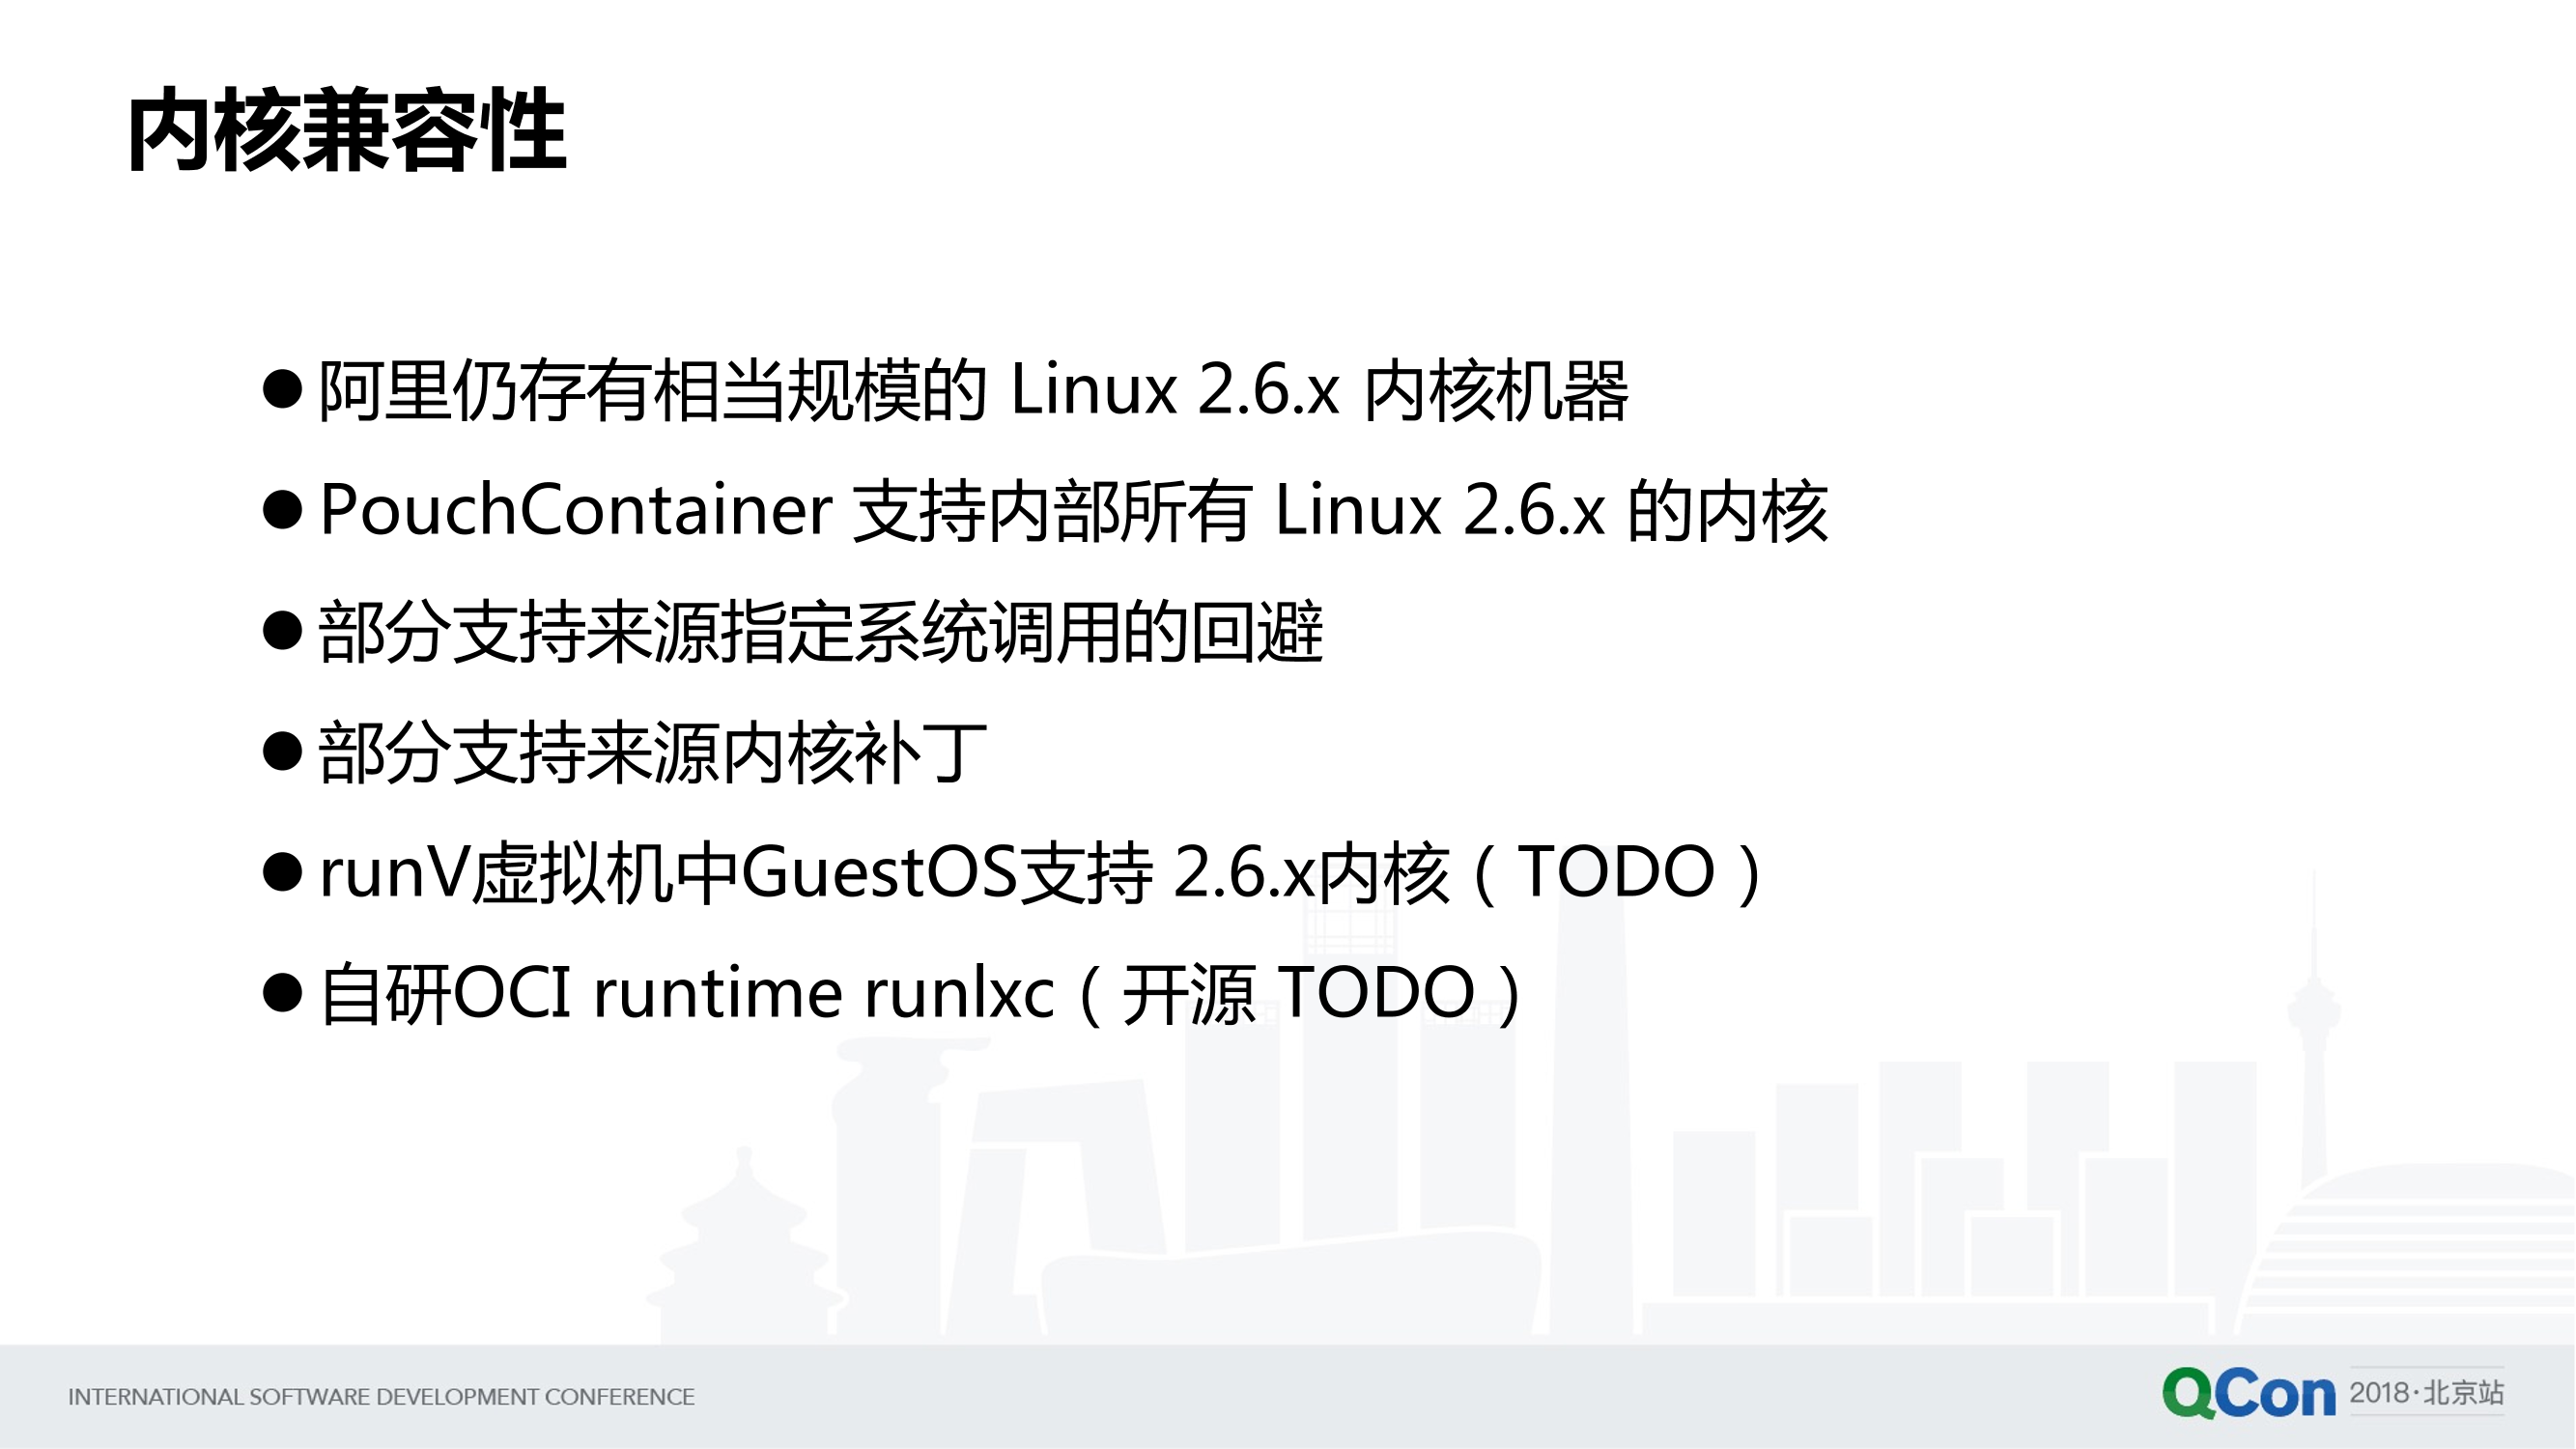 内核兼容性
● 阿里仍存有相当规模的 Linux 2.6.x 内核机器
● PouchContainer 支持内部所有 Linux 2.6.x 的内核
● 部分支持来源指定系统调用的回避
● 部分支持来源内核补丁
● runV虚拟机中GuestOS支持 2.6.x内核（TODO）
● 自研OCI runtime runlxc（开源 TODO）
INTERNATIONAL SOFTWARE DEVELOPMENT CONFERENCE
QCon 2018·北京站